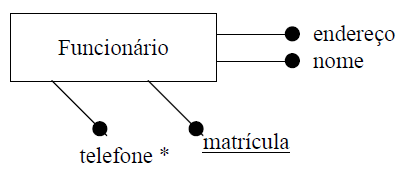 Funcionário
endereço
nome
telefone *
matrícula